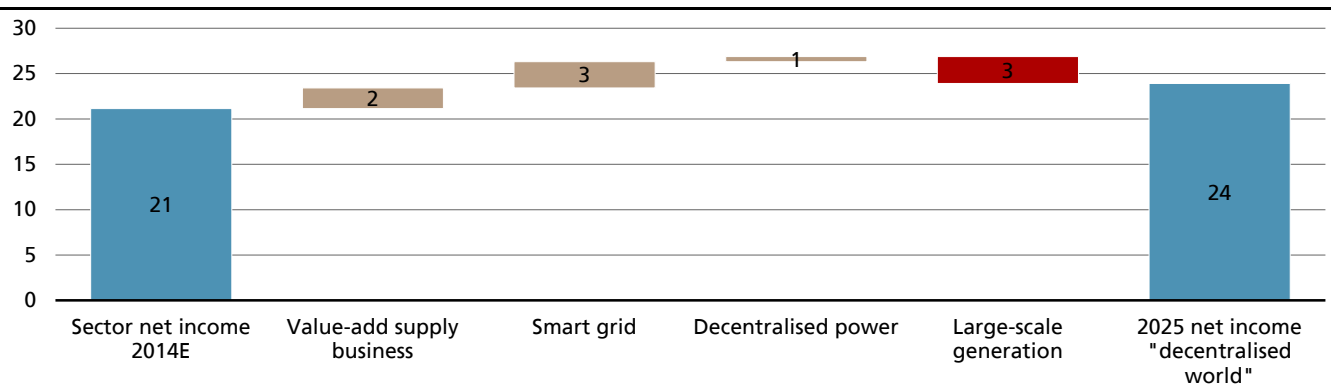 30
25
20
15
10
5
0
21
2
3
1
3
24
Sector net income
2014E
Value-add supply
business
Smart grid
Decentralised power
Large-scale
generation
2025 net income
"decentralised
world"